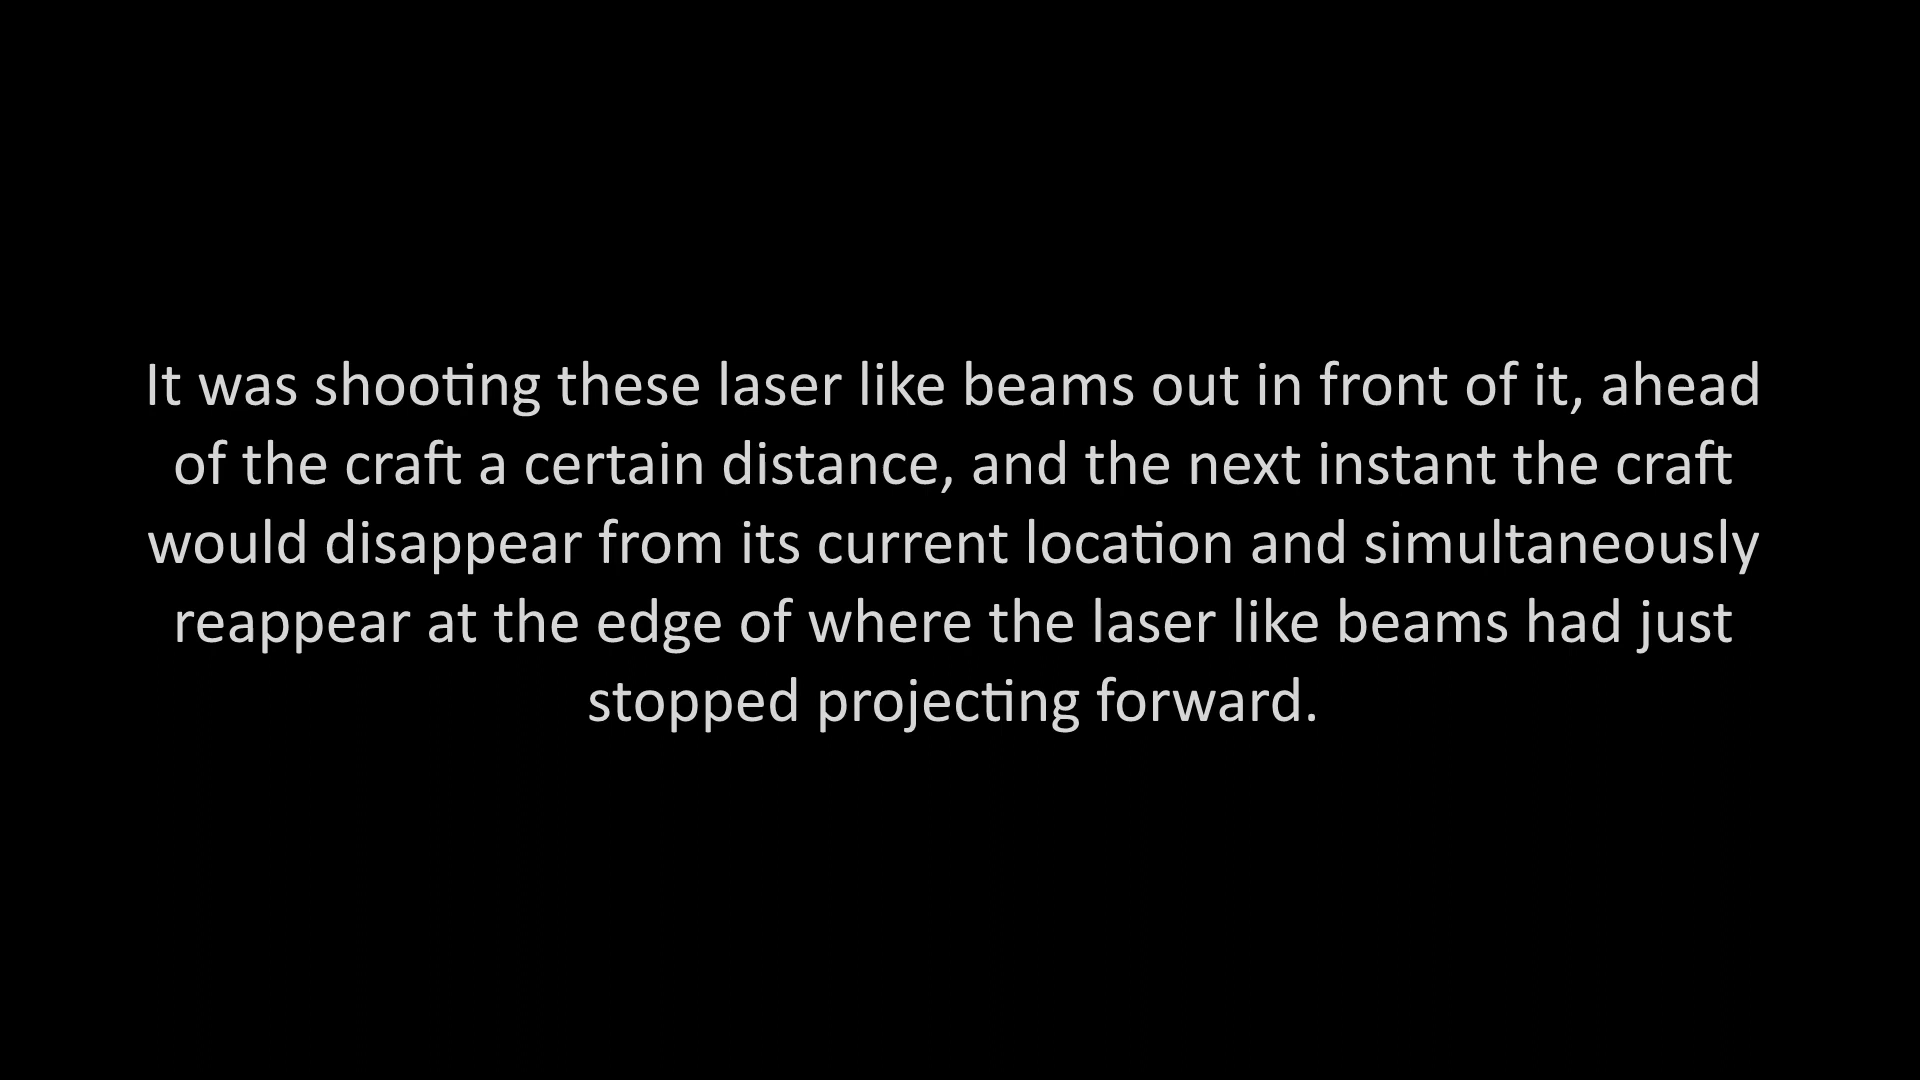 It was shooting these laser like beams out in front of it, ahead
of the craft a certain distance, and the next instant the craft
would disappear from its current location and simultaneously
reappear at the edge of where the laser like beams had just
stopped projecting forward.